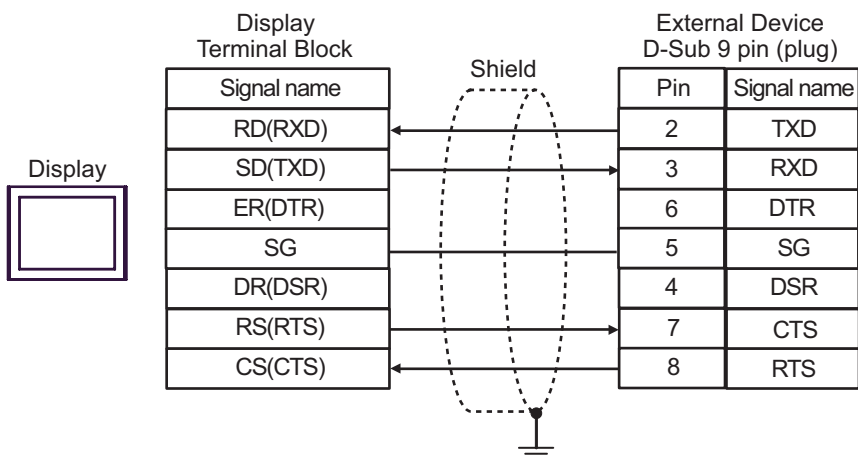 Display
Terminal Block
External Device
D-Sub 9 pin (plug)
Shield
Signal name
Pin Signal name
RD(RXD) 2 TXD
Display
SD(TXD) 3 RXD
ER(DTR) 6 DTR
SG 5 SG
DR(DSR) 4 DSR
RS(RTS) 7 CTS
CS(CTS) 8 RTS